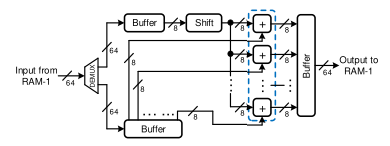 Buffer
8
Shift
8
+
8
64
Input from
RAM-1
64
DEMUX
8
8
+
8
Buffer
64
Output to
RAM-1
64
8
8
+
8
Buffer